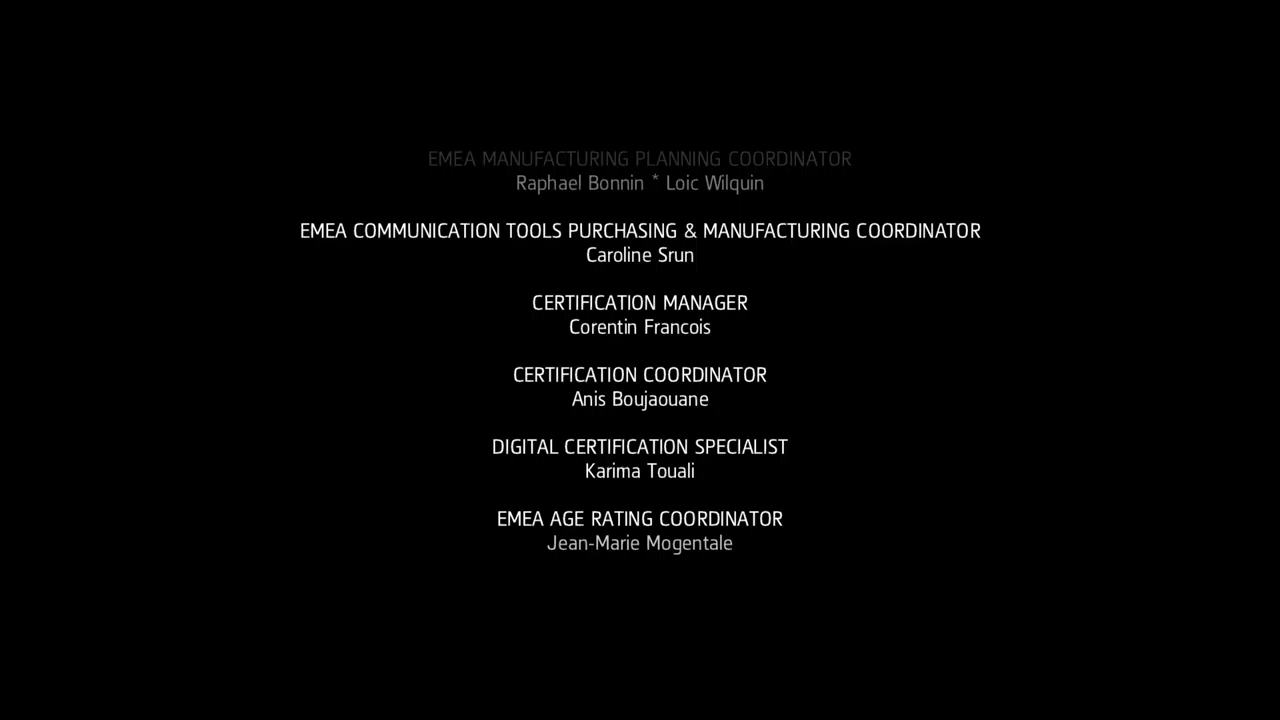 EMEA MANUFACTURING PLANNING COORDINATOR
Raphael Bonnin * Loic Wilquin
EMEA COMMUNICATION TOOLS PURCHASING & MANUFACTURING COORDINATOR
Caroline Srun
CERTIFICATION MANAGER
Corentin Francois
CERTIFICATION COORDINATOR
Anis Boujaouane
DIGITAL CERTIFICATION SPECIALIST
Karima Touali
EMEA AGE RATING COORDINATOR
Jean-Marie Mogentale